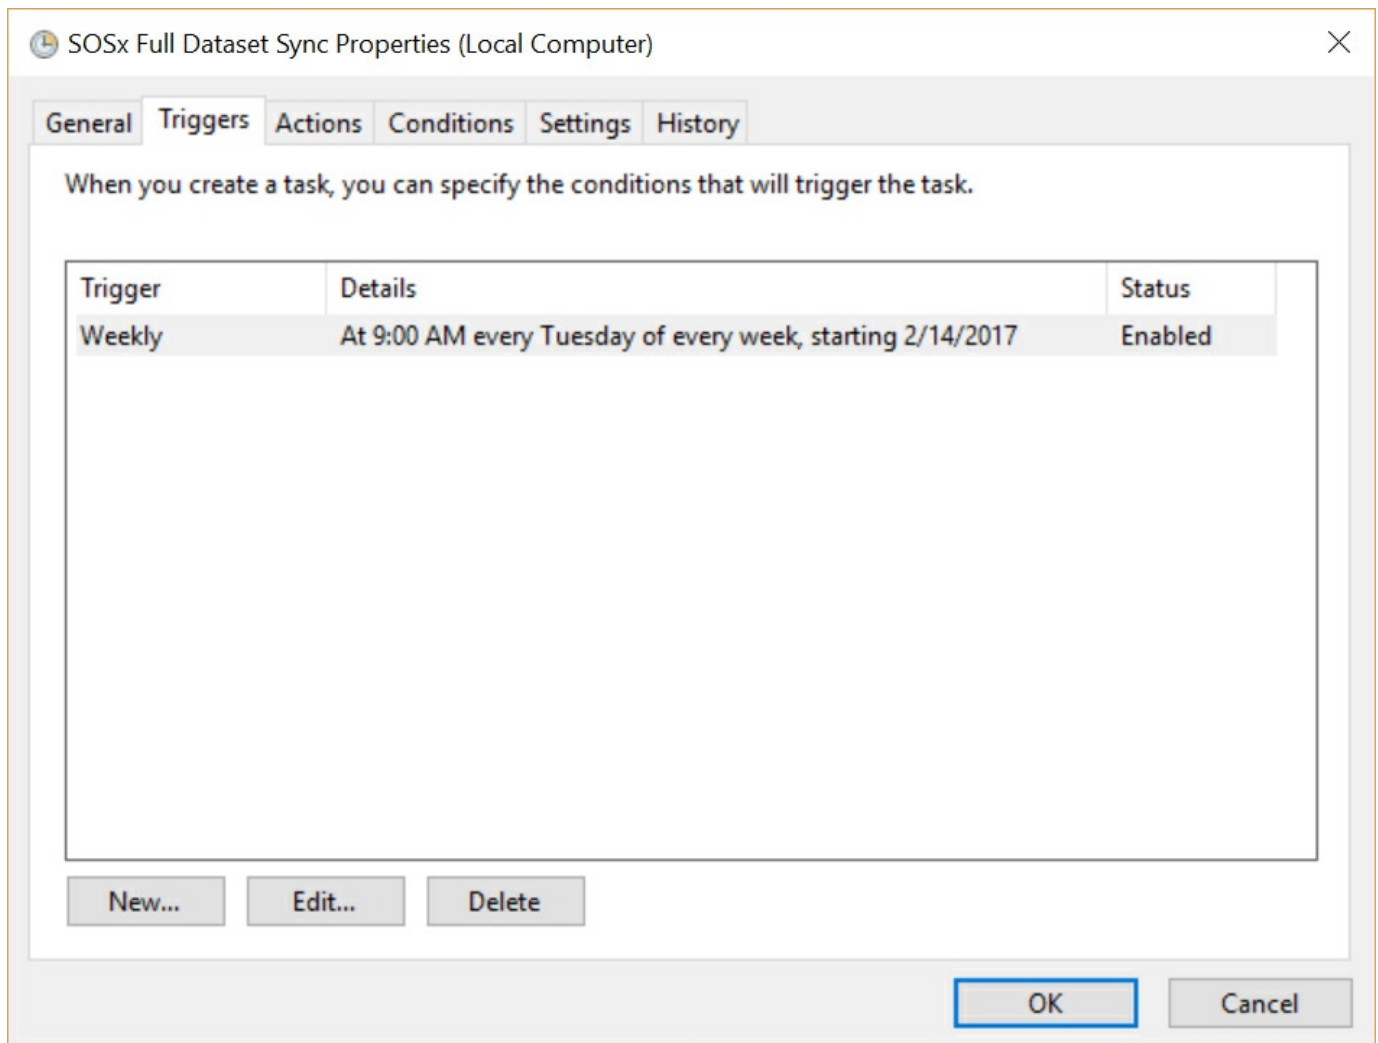 SOSx Full Dataset Sync Properties (Local Computer)
General Triggers Actions Conditions Settings History
When you create a task, you can specify the conditions that will trigger the task.
Trigger Details Status
Weekly At 9:00 AM every Tuesday of every week, starting 2/14/2017 Enabled
New... Edit... Delete
OK Cancel